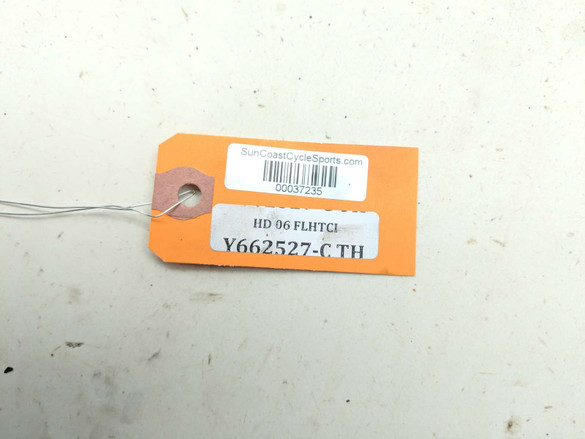 SunCoastCycleSports.com
00037235
HD 06 FLHTCI
Y662527-C TH